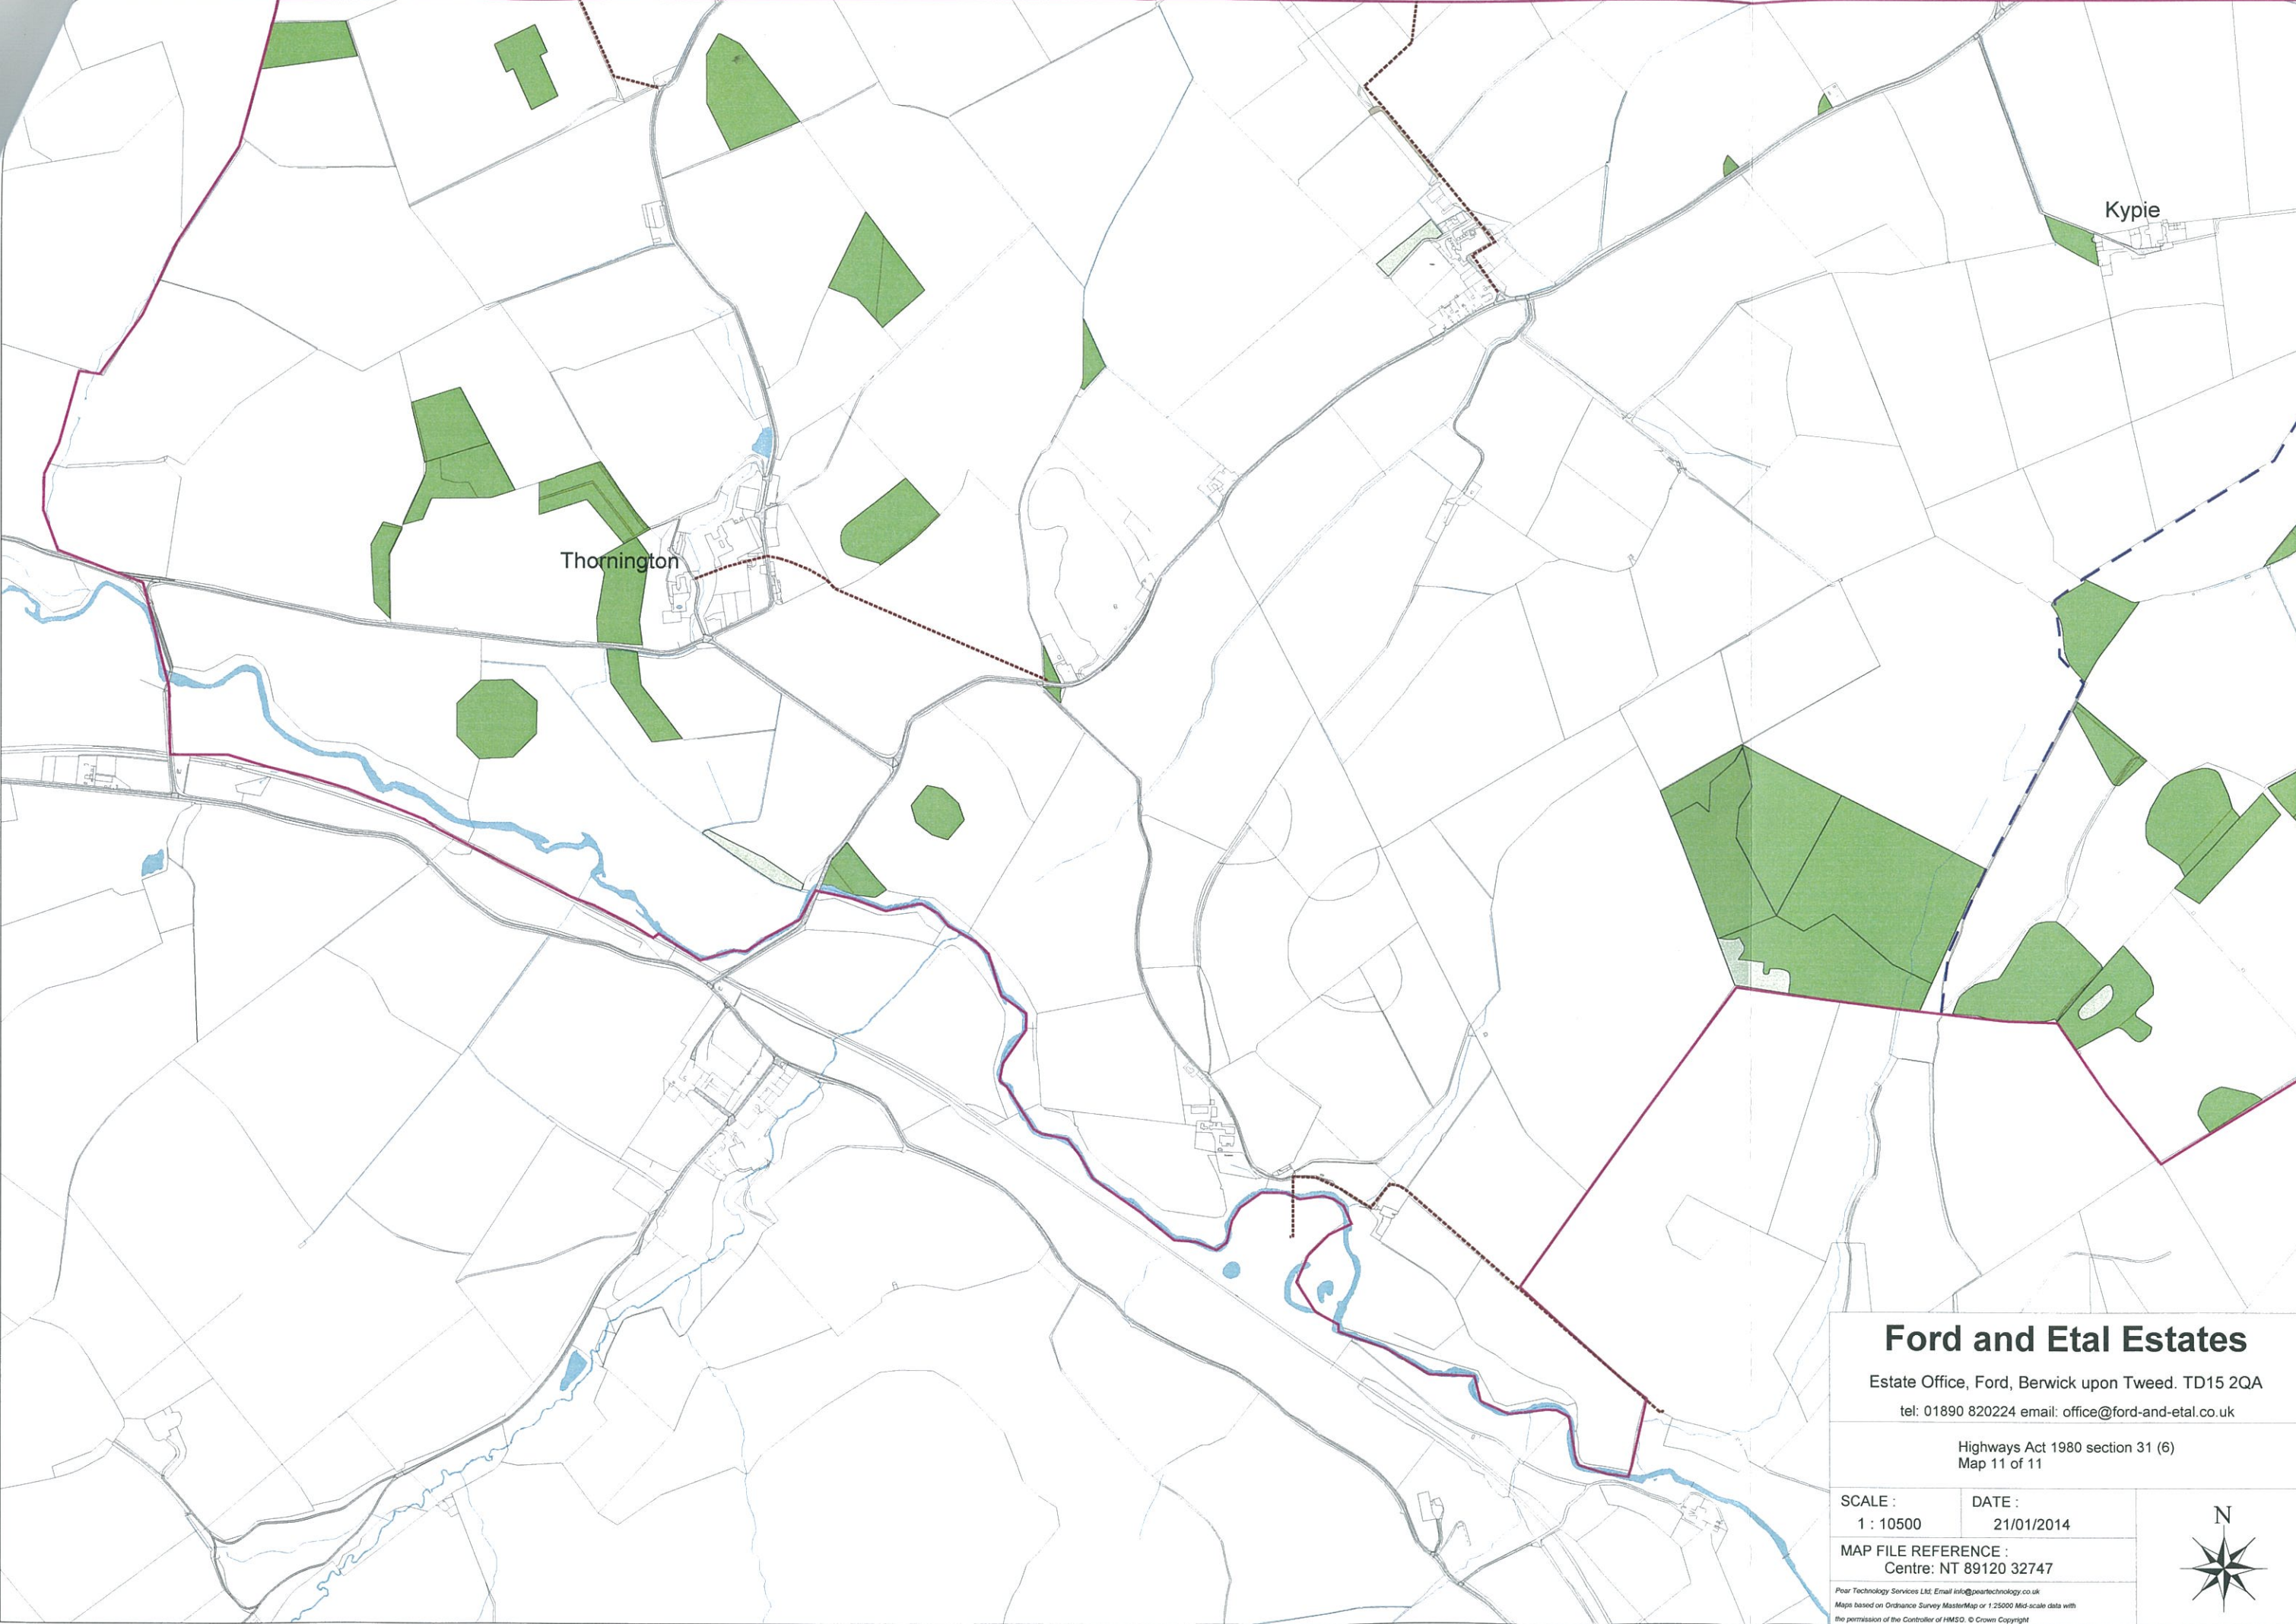 Kypie
Thornington
Ford and Etal Estates
Estate Office, Ford, Berwick upon Tweed. TD15 2QA
tel: 01890 820224 email: office@ford-and-etal.co.uk
Highways Act 1980 section 31 (6)
Map 11 of 11
SCALE :
1 : 10500
DATE :
21/01/2014
N
MAP FILE REFERENCE :
Centre: NT 89120 32747
Pear Technology Services Ltd; Email info@peartechnology.co.uk
Maps based on Ordnance Survey MasterMap or 1:25000 Mid-scale data with
the permission of the Controller of HMSO. © Crown Copyright